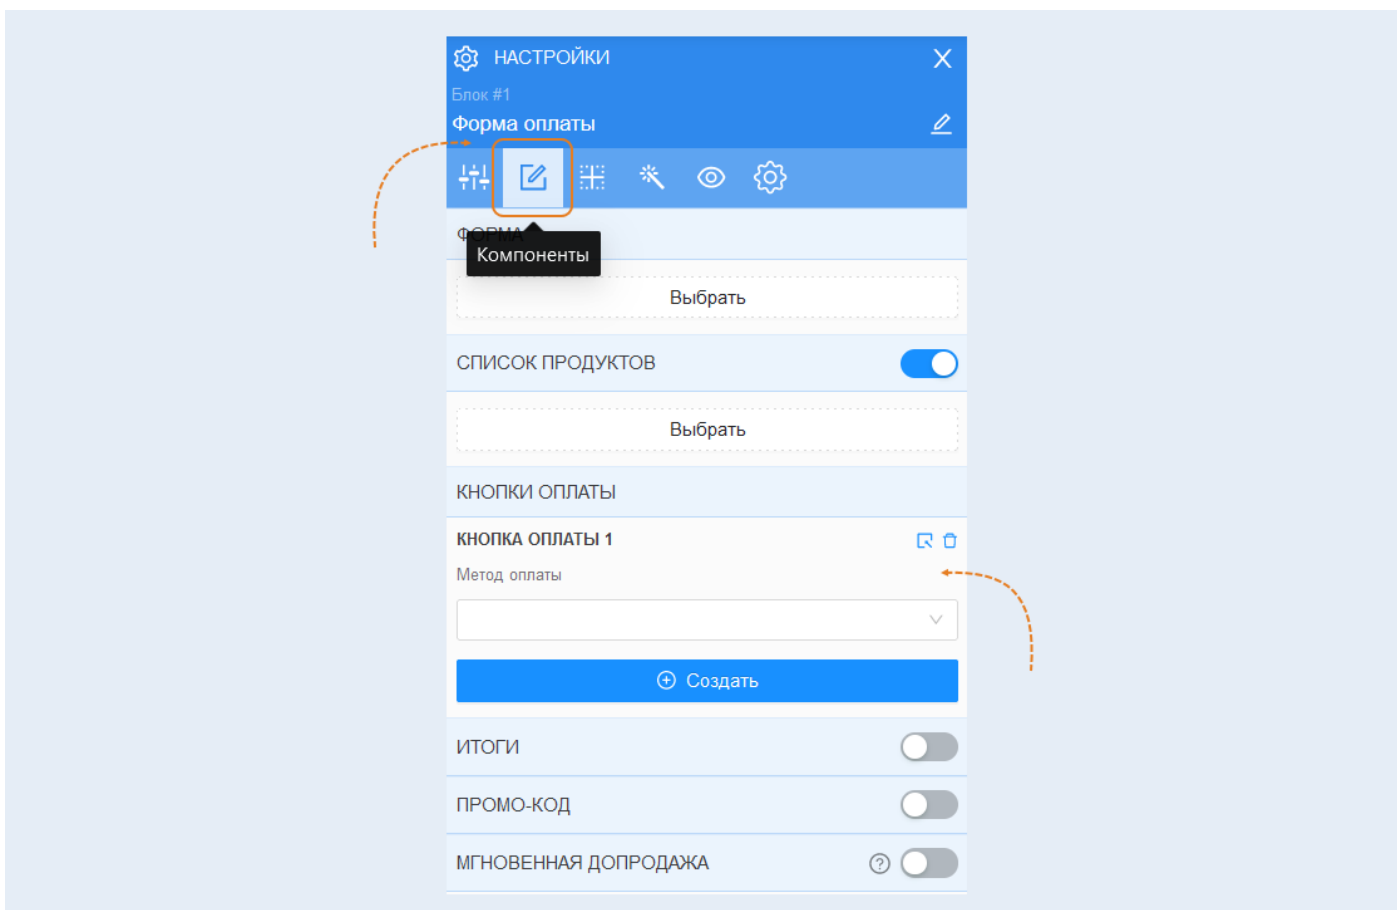 НАСТРОЙКИ
Блок #1
Форма оплаты
ФОРМА
Компоненты
Выбрать
СПИСОК ПРОДУКТОВ
Выбрать
КНОПКИ ОПЛАТЫ
КНОПКА ОПЛАТЫ 1
Метод оплаты
Создать
ИТОГИ
ПРОМО-КОД
МГНОВЕННАЯ ДОПРОДАЖА